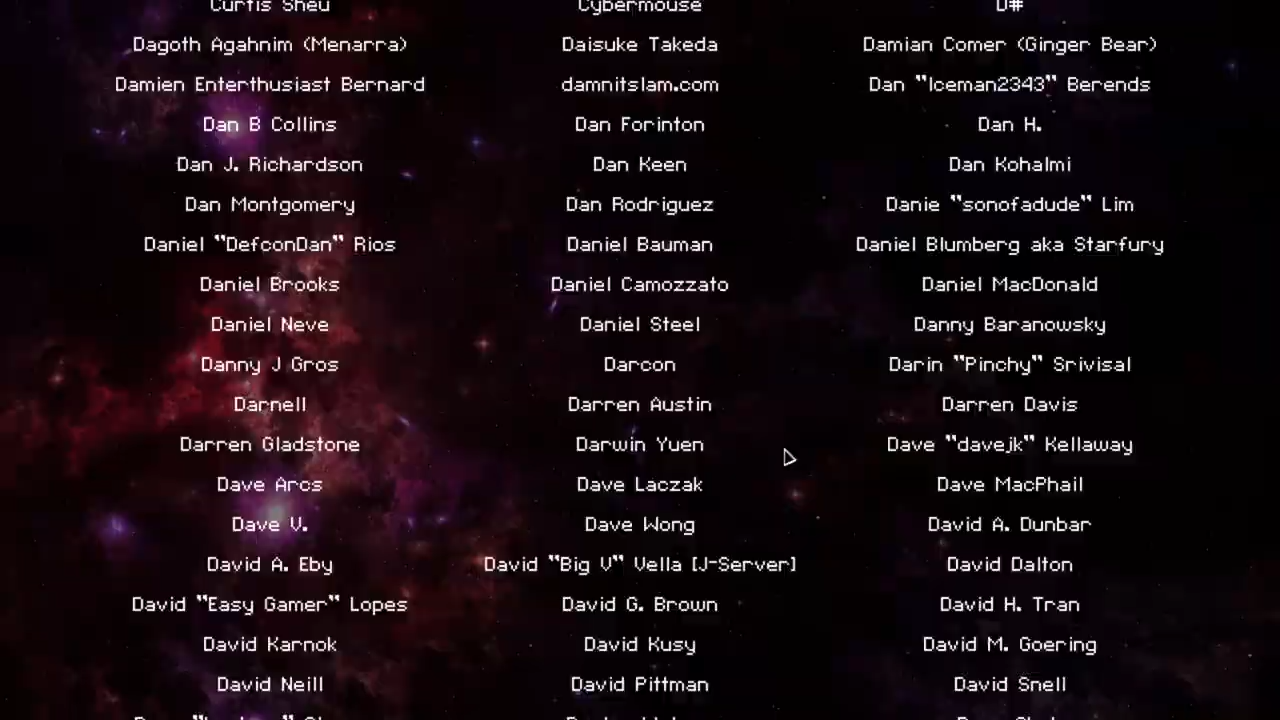 Curtis Sheu Cybermouse D#
Dagoth Agahnim (Menarra) Daisuke Takeda Damian Comer (Ginger Bear)
Damien Enterthusiast Bernard damnitslam.com Dan "Iceman2343" Berends
Dan B Collins Dan Forinton Dan H.
Dan J. Richardson Dan Keen Dan Kohalmi
Dan Montgomery Dan Rodriguez Danie "sonofadude" Lim
Daniel "DefconDan" Rios Daniel Bauman Daniel Blumberg aka Starfury
Daniel Brooks Daniel Camozzato Daniel MacDonald
Daniel Neve Daniel Steel Danny Baranowsky
Danny J Gros Darcon Darin "Pinchy" Srivisal
Darnell Darren Austin Darren Davis
Darren Gladstone Darwin Yuen Dave "davejk" Kellaway
Dave Arcs Dave Laczak Dave MacPhail
Dave V. Dave Wong David A. Dunbar
David A. Eby David "Big V" Vella [J-Server] David Dalton
David "Easy Gamer" Lopes David G. Brown David H. Tran
David Karnok David Kusy David M. Goering
David Neill David Pittman David Snell